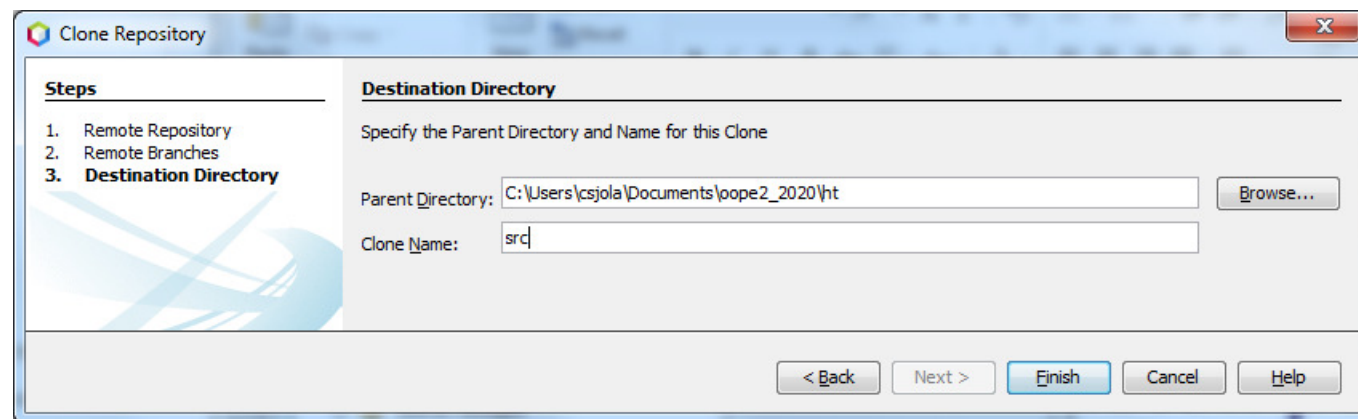 Clone Repository
X
Steps
1. Remote Repository
2. Remote Branches
3. Destination Directory
Destination Directory
Specify the Parent Directory and Name for this Clone
Parent Directory: C:\Users\csjola\Documents\oope2_2020\ht Browse...
Clone Name: src
< Back Next > Finish Cancel Help